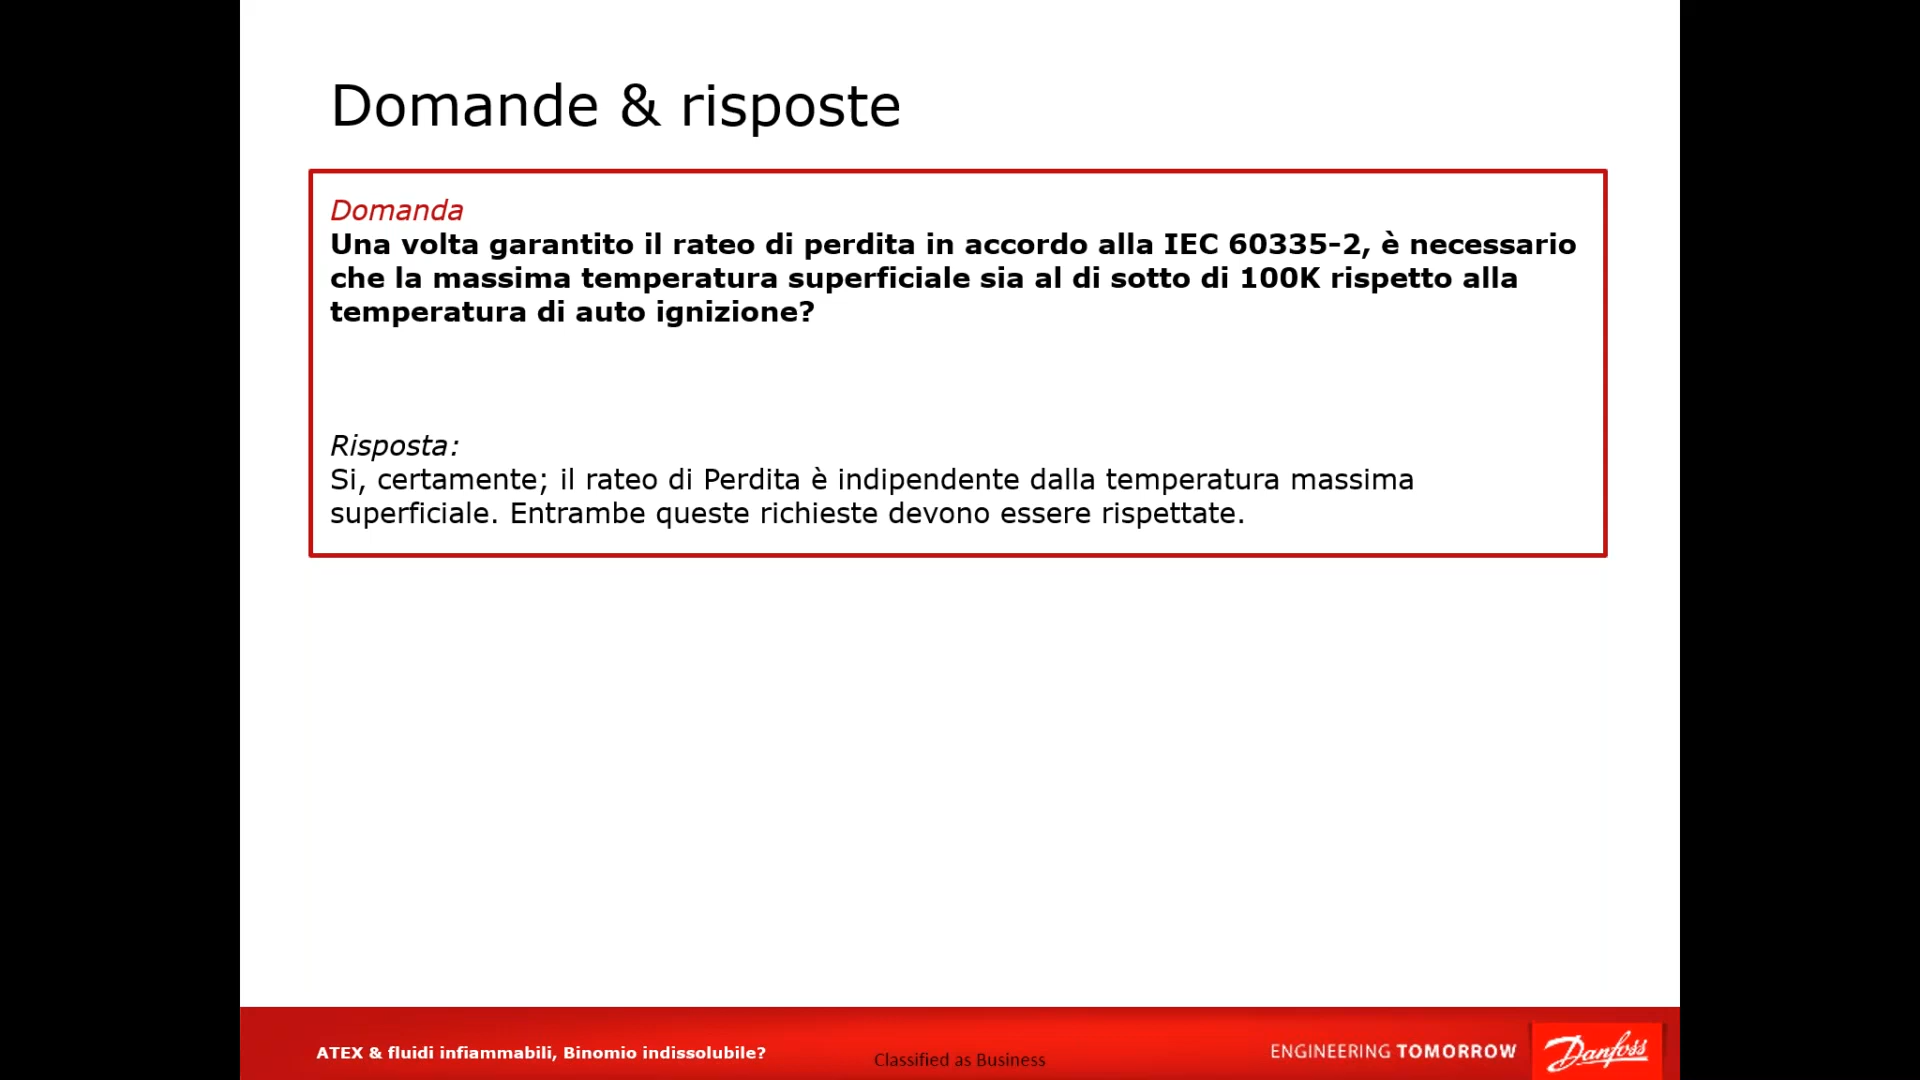 Domande & risposte
Domanda
Una volta garantito il rateo di perdita in accordo alla IEC 60335-2, è necessario
che la massima temperatura superficiale sia al di sotto di 100K rispetto alla
temperatura di auto ignizione?
Risposta:
Si, certamente; il rateo di Perdita è indipendente dalla temperatura massima
superficiale. Entrambe queste richieste devono essere rispettate.
ATEX & fluidi infiammabili, Binomio indissolubile?
Classified as Business
ENGINEERING TOMORROW
Danfoss